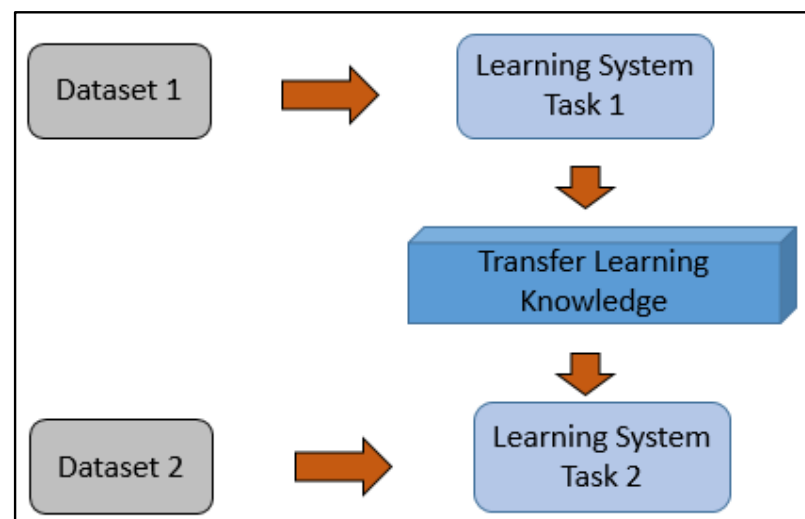 Dataset 1
Learning System
Task 1
Transfer Learning
Knowledge
Dataset 2
Learning System
Task 2